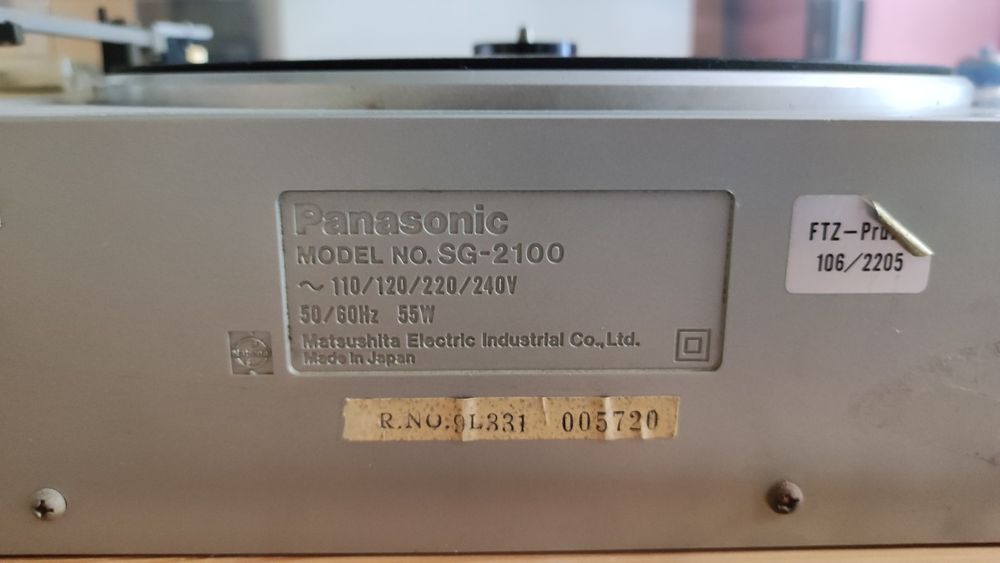 Panasonic
MODEL NO. SG-2100
~ 110/120/220/240V
50/60Hz 55W
Matsushita Electric Industrial Co., Ltd.
Made in Japan
FTZ-Prüf
106/2205
R.NO.9L331 005720